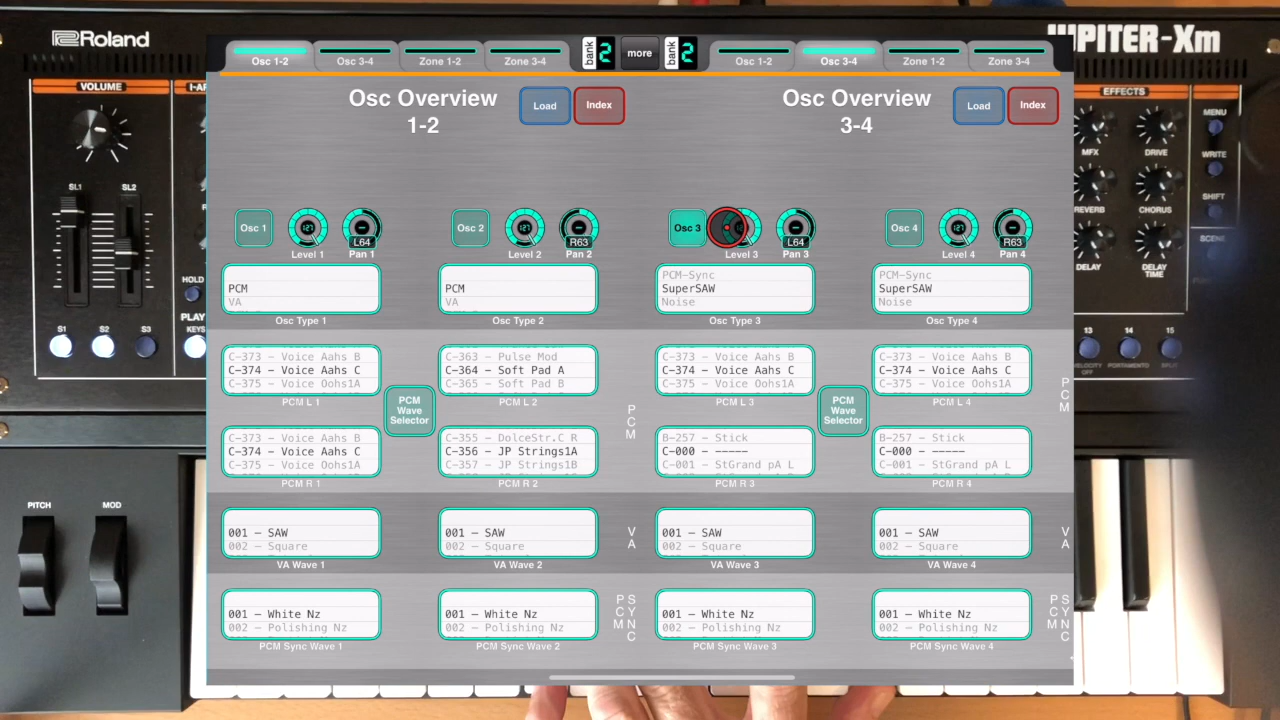 Roland
JUPITER-Xm
Osc 1-2
Osc 3-4
Zone 1-2
Zone 3-4
bank
2
more
bank
2
Osc 1-2
Osc 3-4
Zone 1-2
Zone 3-4
VOLUME
I-AR
EFFECTS
Osc Overview
1-2
Load
Index
Osc Overview
3-4
Load
Index
MENU
WRITE
SHIFT
SCENE
MFX
DRIVE
REVERB
CHORUS
DELAY
DELAY
TIME
SL1
SL2
HOLD
PLAY
KEYS
S1
S2
S3
13
14
15
VELOCITY
OFF
PORTAMENTO
SPLIT
PITCH
MOD
Osc 1
127
L64
Level 1
Pan 1
Osc 2
127
R63
Level 2
Pan 2
Osc 3
L64
Level 3
Pan 3
Osc 4
127
R63
Level 4
Pan 4
PCM
VA
Osc Type 1
PCM
VA
Osc Type 2
PCM-Sync
SuperSAW
Noise
Osc Type 3
PCM-Sync
SuperSAW
Noise
Osc Type 4
C-373 - Voice Aahs B
C-374 - Voice Aahs C
C-375 - Voice Oohs1A
PCM L 1
C-363 - Pulse Mod
C-364 - Soft Pad A
C-365 - Soft Pad B
PCM L 2
C-373 - Voice Aahs B
C-374 - Voice Aahs C
C-375 - Voice Oohs1A
PCM L 3
C-373 - Voice Aahs B
C-374 - Voice Aahs C
C-375 - Voice Oohs1A
PCM L 4
PCM
Wave
Selector
PCM
PCM
Wave
Selector
PCM
C-373 - Voice Aahs B
C-374 - Voice Aahs C
C-375 - Voice Oohs1A
PCM R 1
C-355 - DolceStr.C R
C-356 - JP Strings1A
C-357 - JP Strings1B
PCM R 2
B-257 - Stick
C-000 - -----
C-001 - StGrand pA L
PCM R 3
B-257 - Stick
C-000 - -----
C-001 - StGrand pA L
PCM R 4
001 - SAW
002 - Square
VA Wave 1
001 - SAW
002 - Square
VA Wave 2
VA
001 - SAW
002 - Square
VA Wave 3
001 - SAW
002 - Square
VA Wave 4
VA
001 - White Nz
002 - Polishing Nz
PCM Sync Wave 1
001 - White Nz
002 - Polishing Nz
PCM Sync Wave 2
PCM
SYNC
001 - White Nz
002 - Polishing Nz
PCM Sync Wave 3
001 - White Nz
002 - Polishing Nz
PCM Sync Wave 4
PCM
SYNC